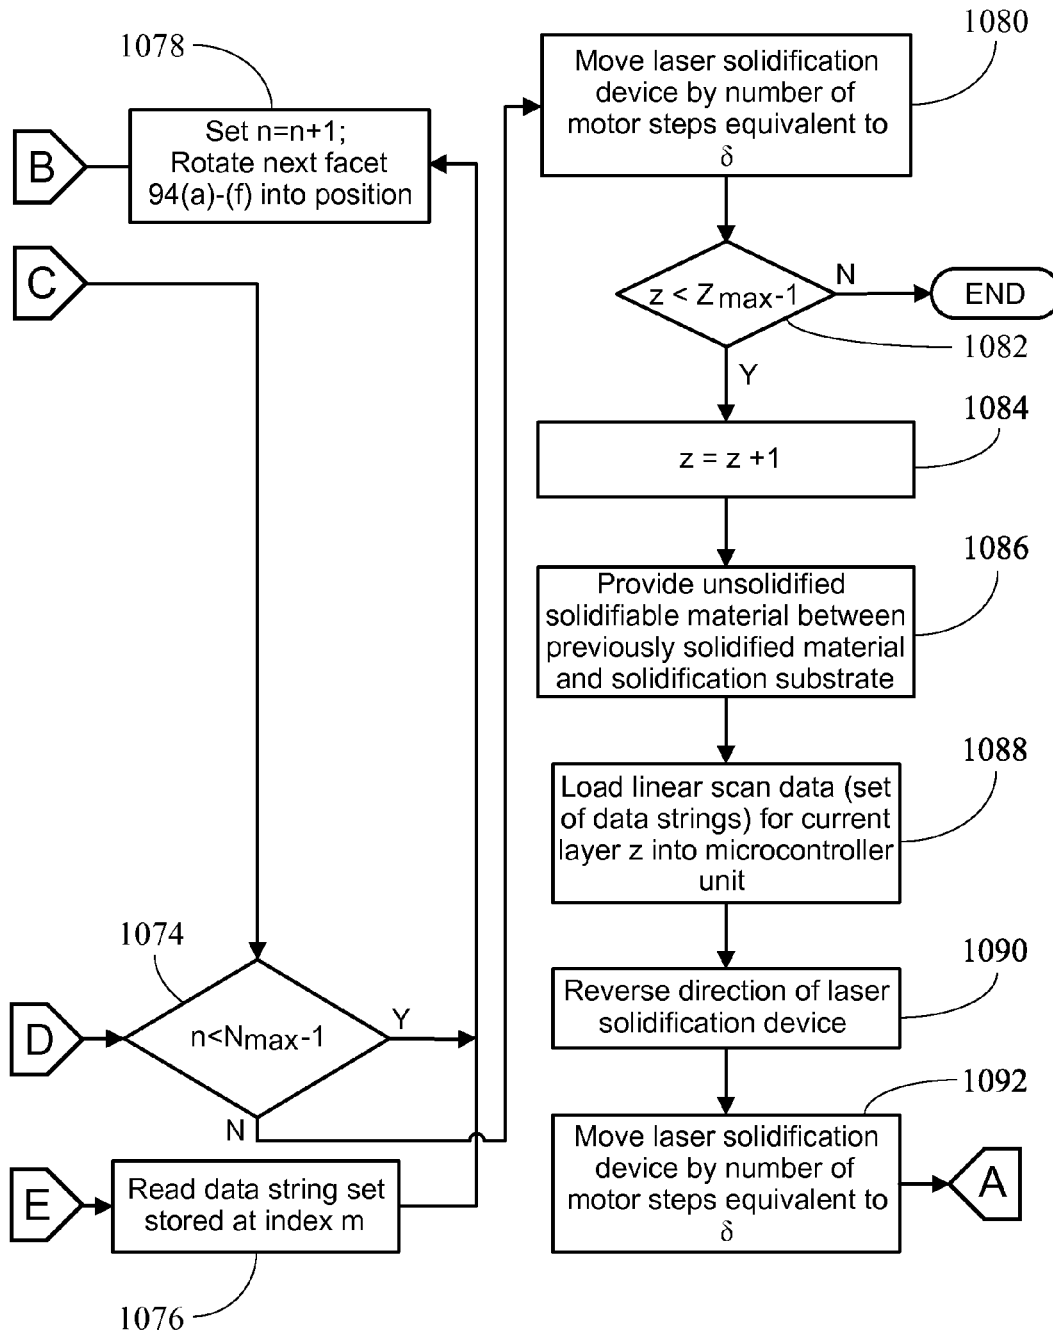 1078
B
Set n=n+1;
Rotate next facet
94(a)-(f) into position
C
1074
D
n<Nmax-1
Y
N
E
Read data string set
stored at index m
1076
1080
Move laser solidification
device by number of
motor steps equivalent to
δ
z < Zmax-1
N
END
1082
Y
1084
z = z +1
1086
Provide unsolidified
solidifiable material between
previously solidified material
and solidification substrate
1088
Load linear scan data (set
of data strings) for current
layer z into microcontroller
unit
1090
Reverse direction of laser
solidification device
1092
Move laser solidification
device by number of
motor steps equivalent to
δ
A